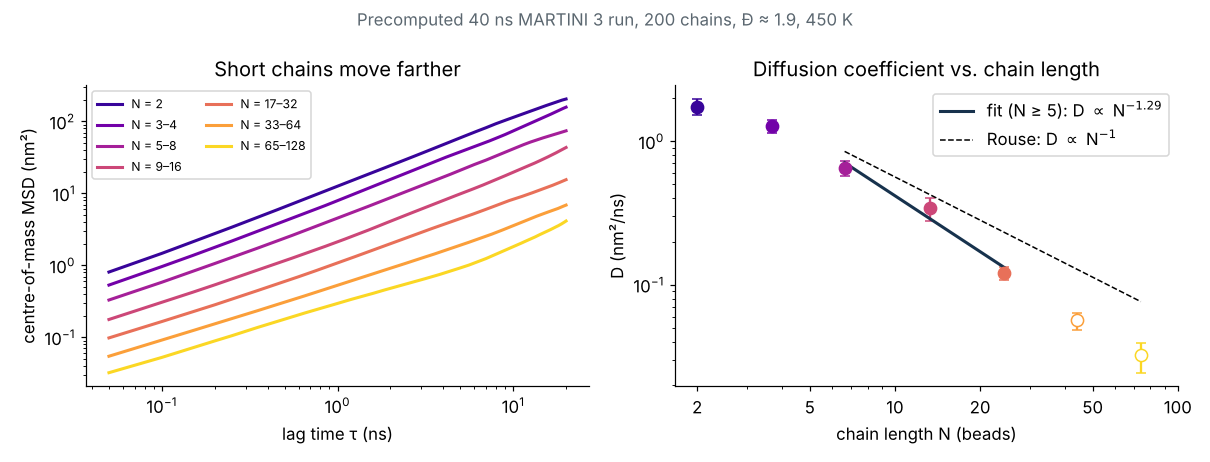 Precomputed 40 ns MARTINI 3 run, 200 chains, Đ ≈ 1.9, 450 K
Short chains move farther
centre-of-mass MSD (nm²)
10²
10¹
10⁰
10⁻¹
N = 2
N = 3–4
N = 5–8
N = 9–16
N = 17–32
N = 33–64
N = 65–128
10⁻¹
10⁰
10¹
lag time τ (ns)
Diffusion coefficient vs. chain length
D (nm²/ns)
10⁰
10⁻¹
fit (N ≥ 5): D ∝ N⁻¹·²⁹
Rouse: D ∝ N⁻¹
2
5
10
20
50
100
chain length N (beads)